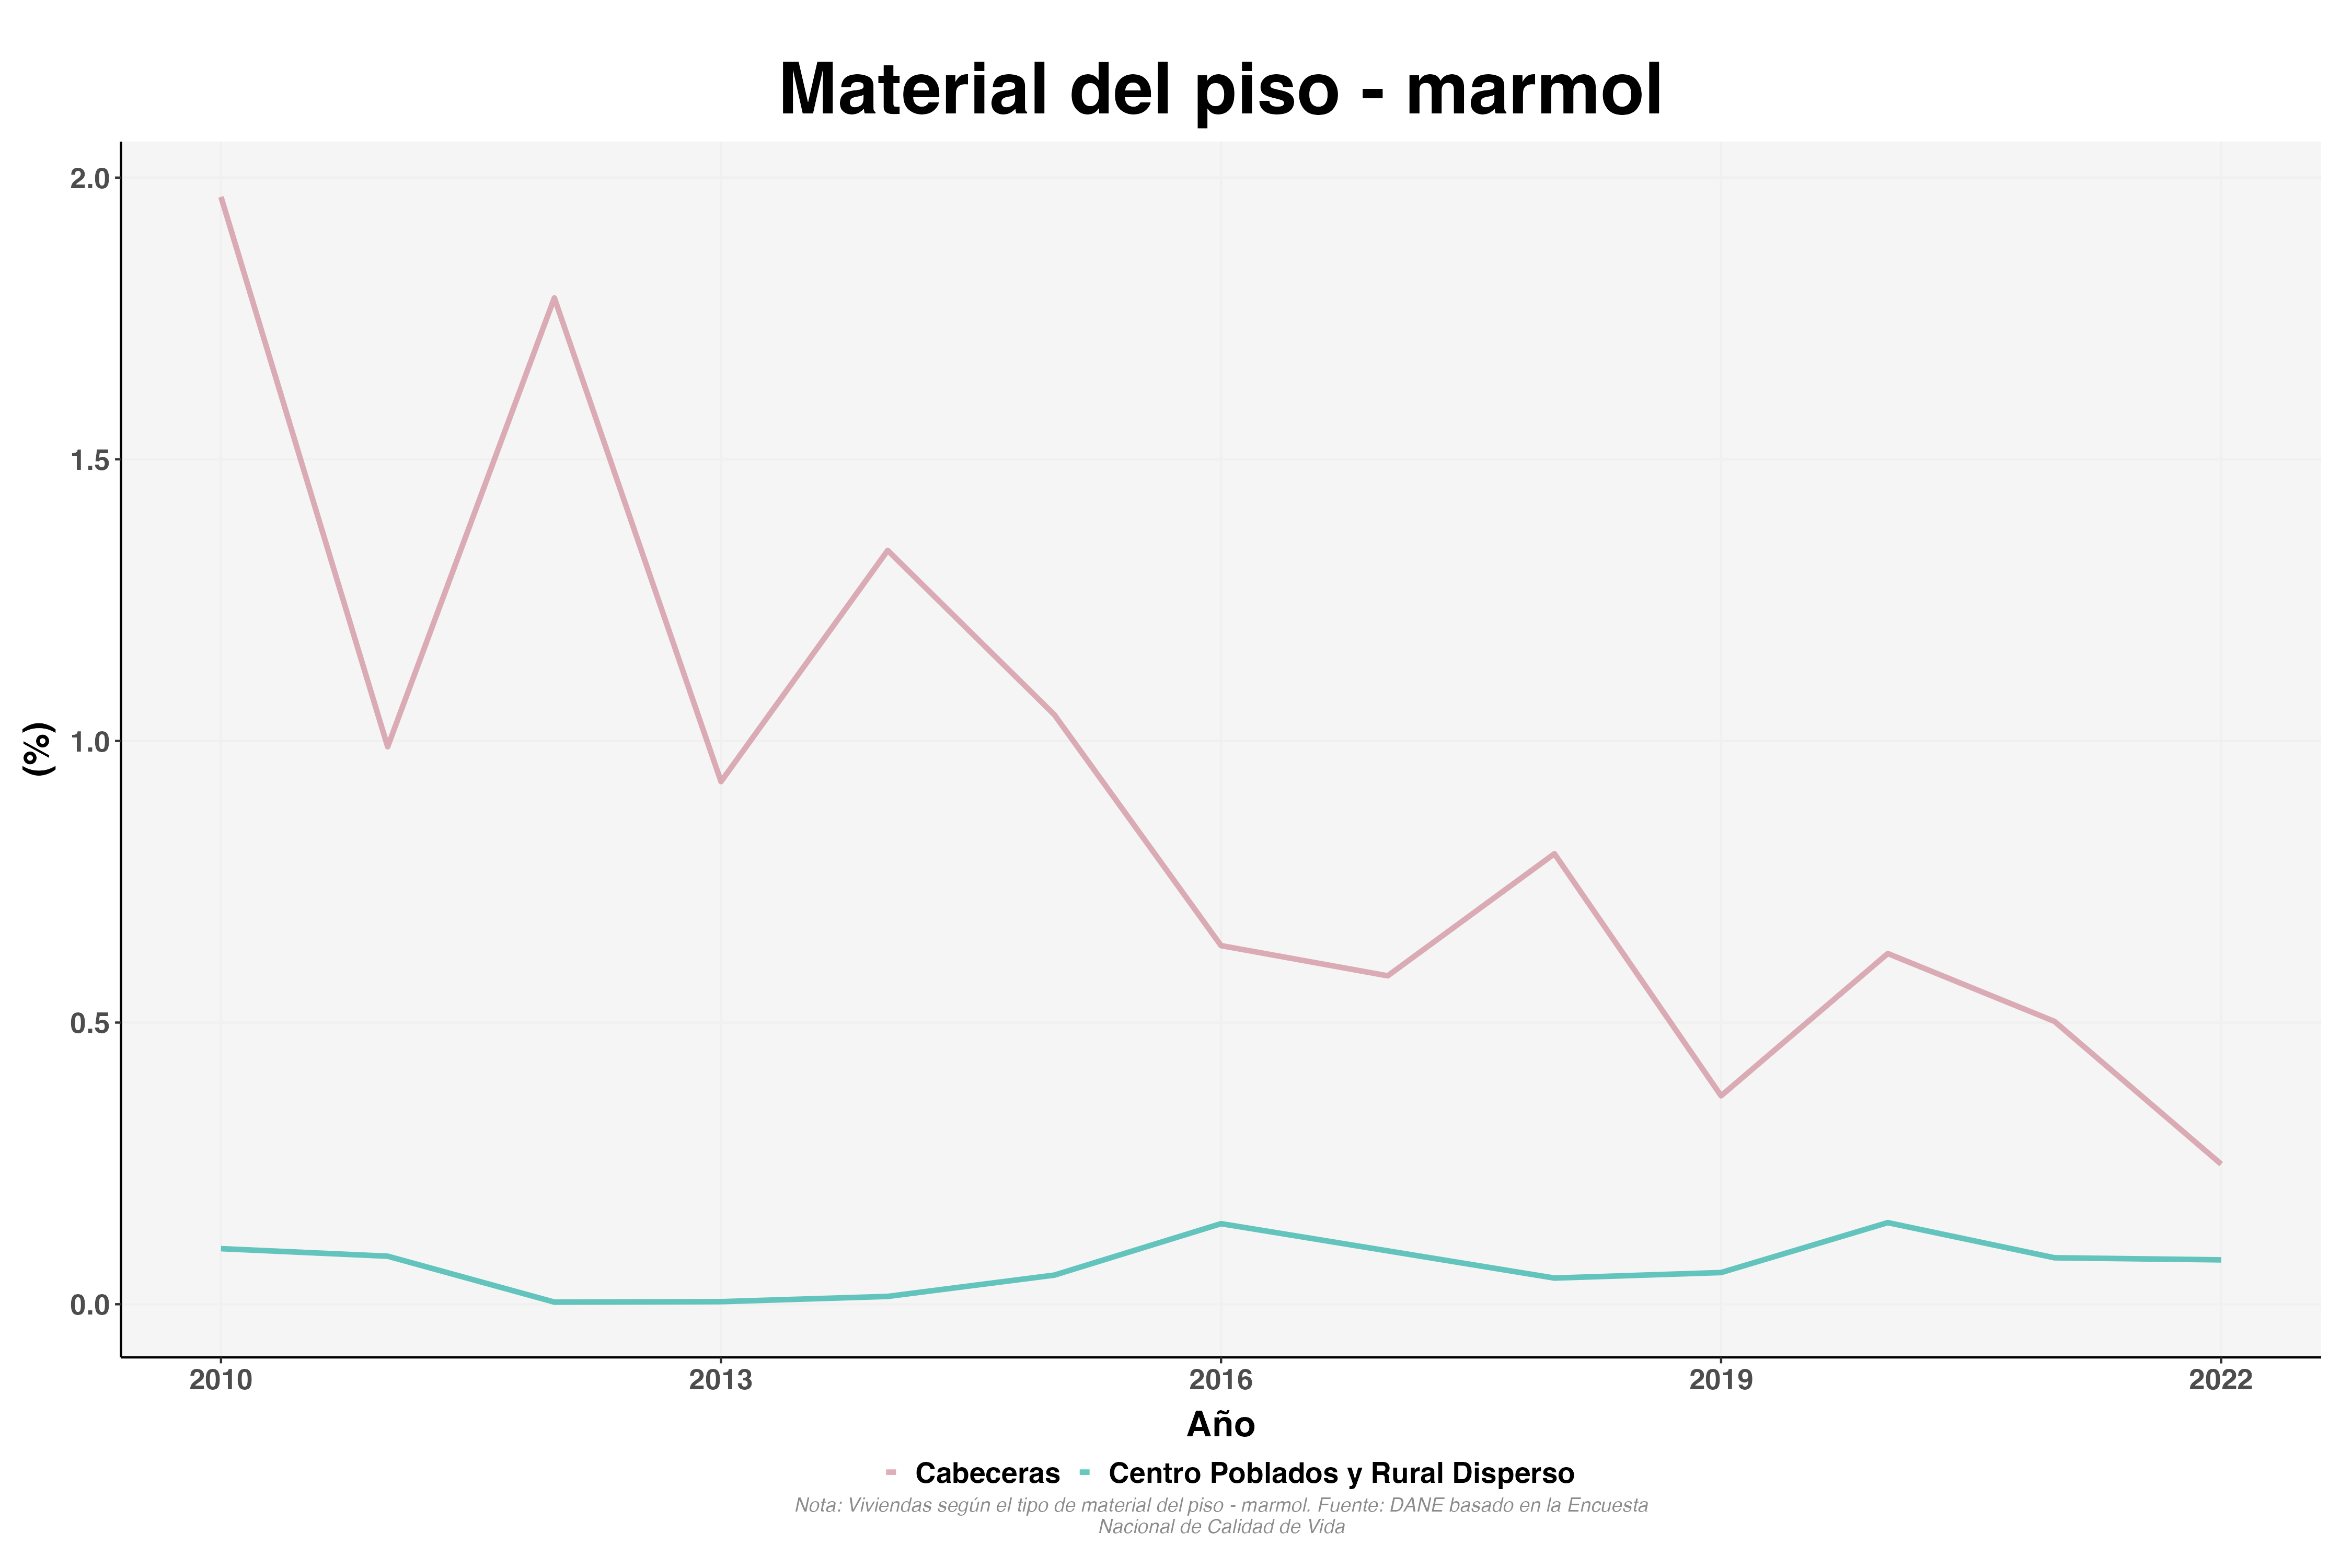 Material del piso - marmol
2.0
1.5
1.0
0.5
0.0
(%)
2010 2013 2016 2019 2022
Año
Cabeceras Centro Poblados y Rural Disperso
Nota: Viviendas según el tipo de material del piso - marmol. Fuente: DANE basado en la Encuesta
Nacional de Calidad de Vida